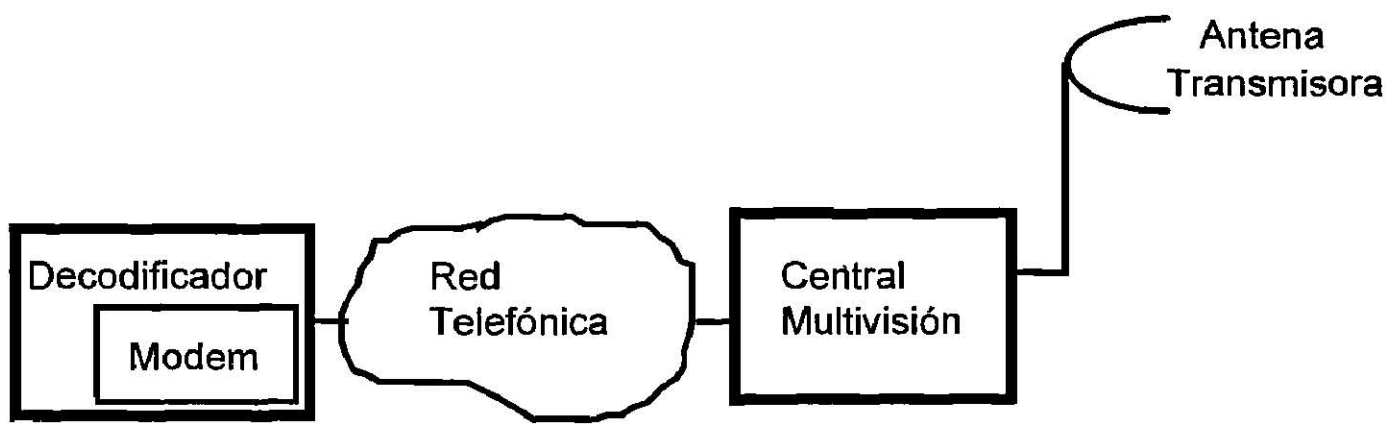 Antena
Transmisora
Decodificador
Modem
Red
Telefónica
Central
Multivisión